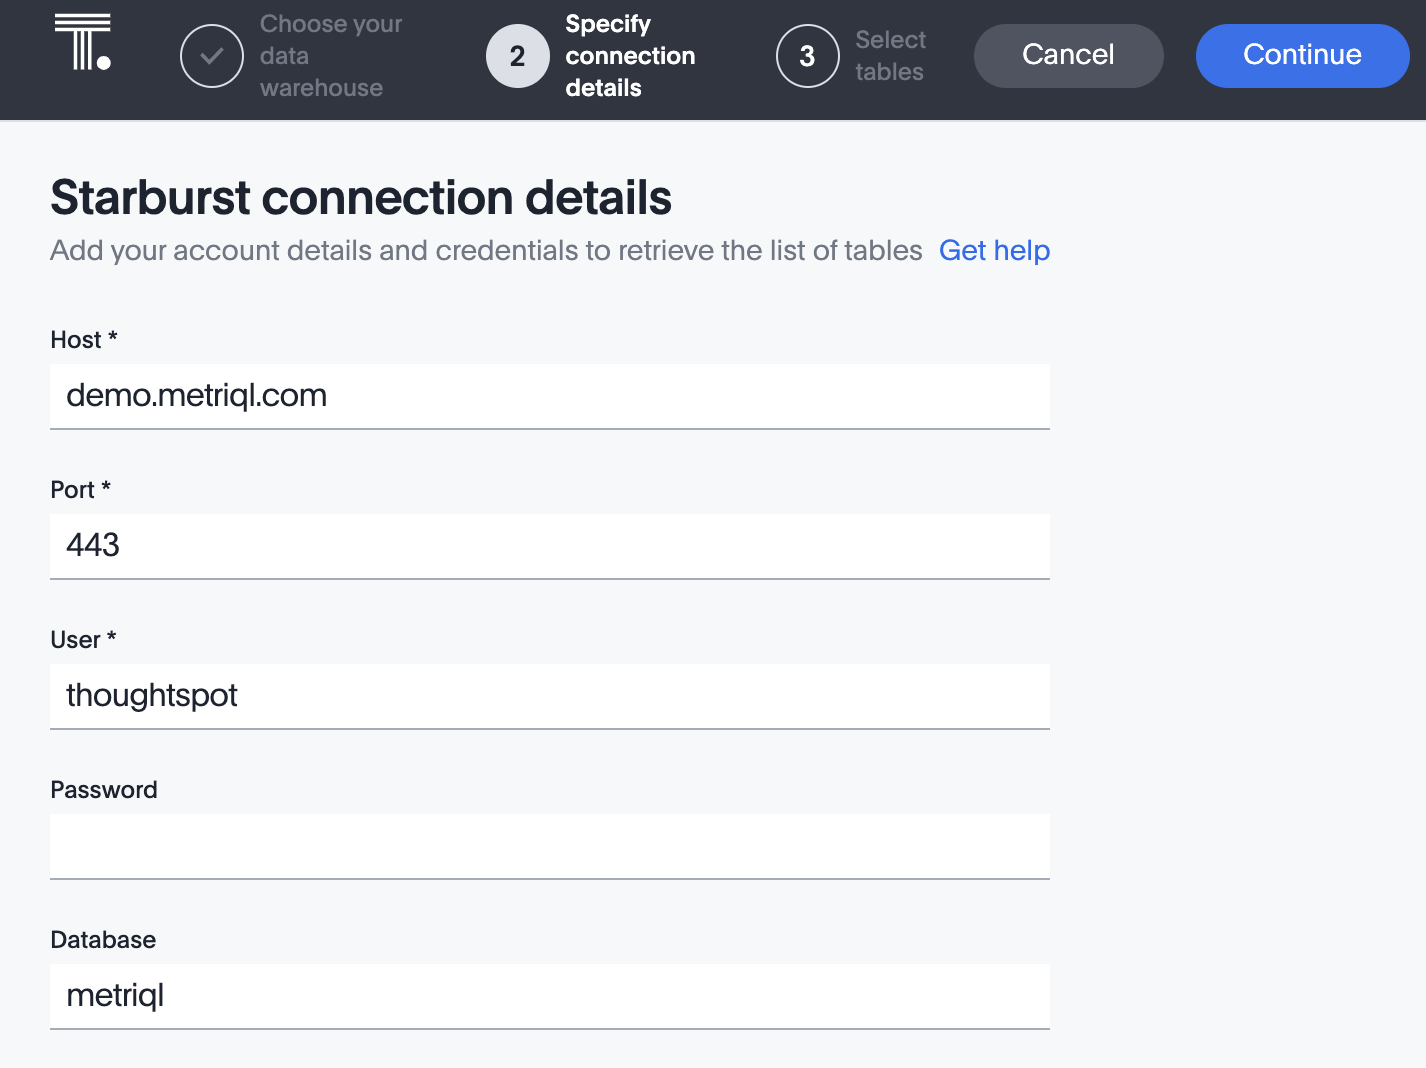 Choose your
data
warehouse
2
Specify
connection
details
3
Select
tables
Cancel
Continue
Starburst connection details
Add your account details and credentials to retrieve the list of tables Get help
Host *
demo.metriql.com
Port *
443
User *
thoughtspot
Password
Database
metriql